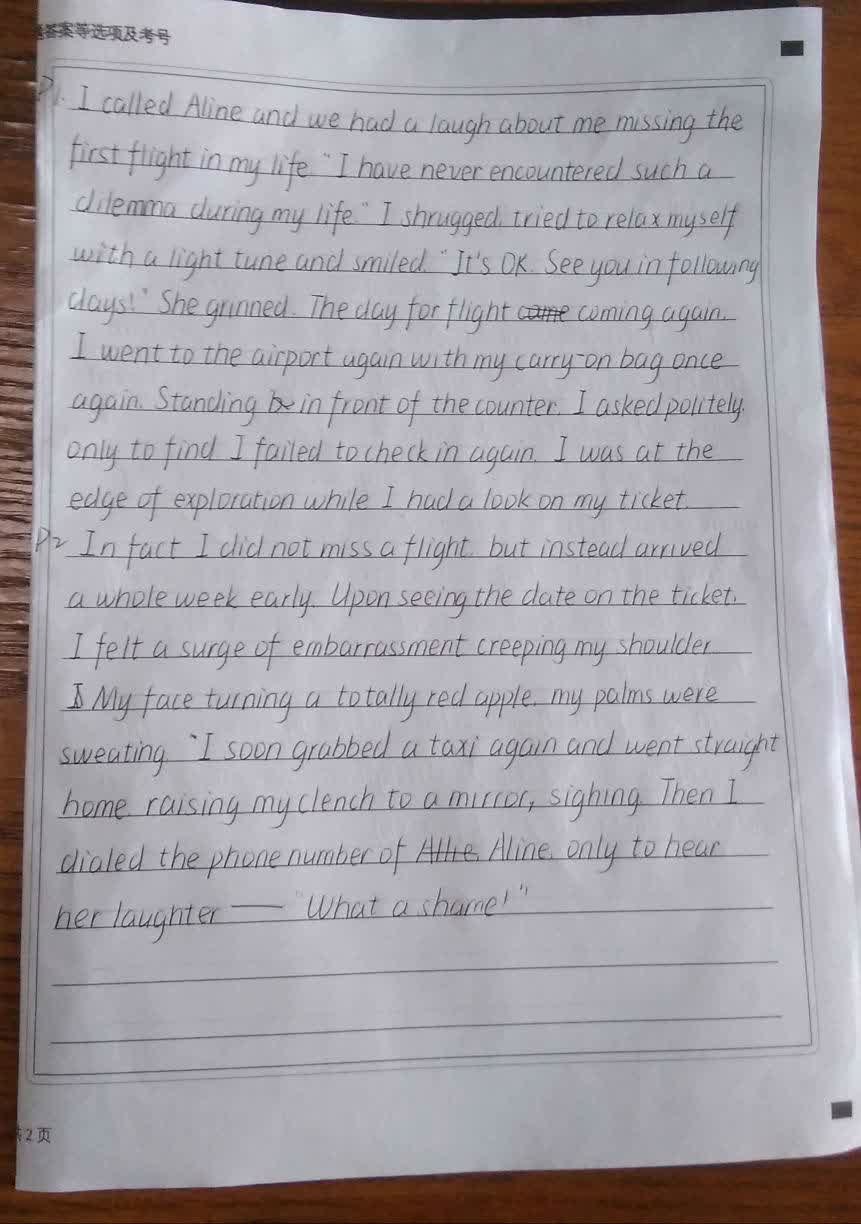 答案等选项及考号
P1. I called Aline and we had a laugh about me missing the
first flight in my life. "I have never encountered such a
dilemma during my life." I shrugged, tried to relax myself
with a light tune and smiled. "It's OK. See you in following
days!" She grinned. The day for flight came coming again.
I went to the airport again with my carry-on bag once
again. Standing be in front of the counter. I asked politely,
only to find I failed to check in again. I was at the
edge of exploration while I had a look on my ticket.
P2 In fact I did not miss a flight, but instead arrived
a whole week early. Upon seeing the date on the ticket,
I felt a surge of embarrassment creeping my shoulder
I My face turning a totally red apple, my palms were
sweating. "I soon grabbed a taxi again and went straight
home, raising my clench to a mirror, sighing. Then I
dialed the phone number of Aline, only to hear
her laughter — "What a shame!"
2页